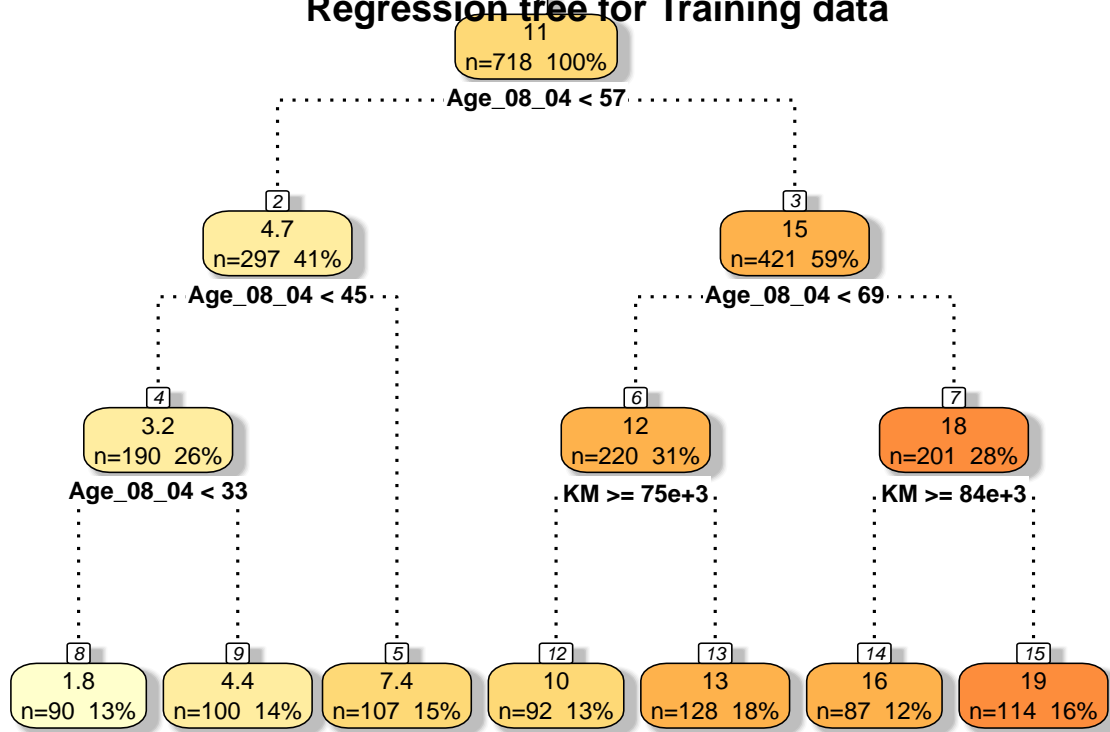 Regression tree for Training data
11
n=718 100%
Age_08_04 < 57
2
4.7
n=297 41%
3
15
n=421 59%
Age_08_04 < 45
Age_08_04 < 69
4
3.2
n=190 26%
6
12
n=220 31%
7
18
n=201 28%
Age_08_04 < 33
KM >= 75e+3
KM >= 84e+3
8
1.8
n=90 13%
9
4.4
n=100 14%
5
7.4
n=107 15%
12
10
n=92 13%
13
13
n=128 18%
14
16
n=87 12%
15
19
n=114 16%